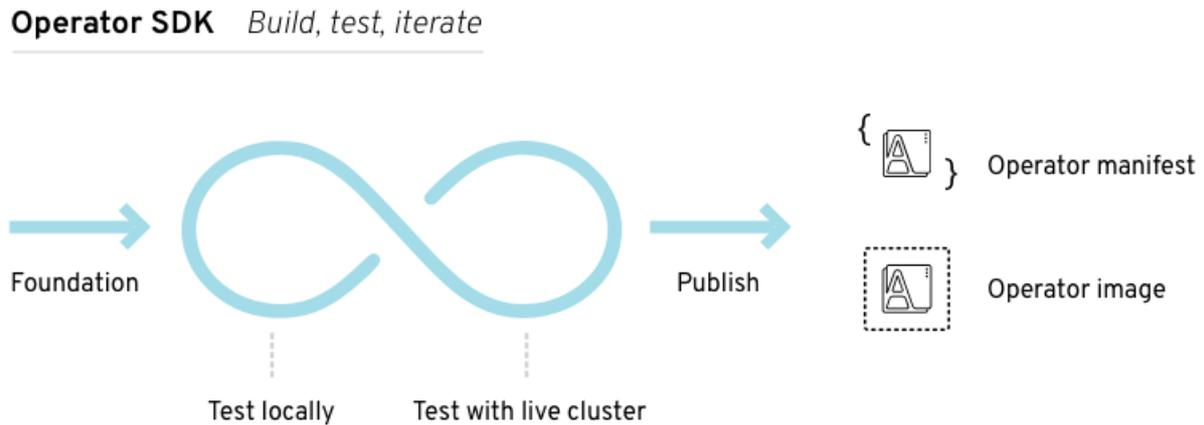 Operator SDK Build, test, iterate
{
}
Operator manifest
Foundation
Publish
Operator image
Test locally
Test with live cluster